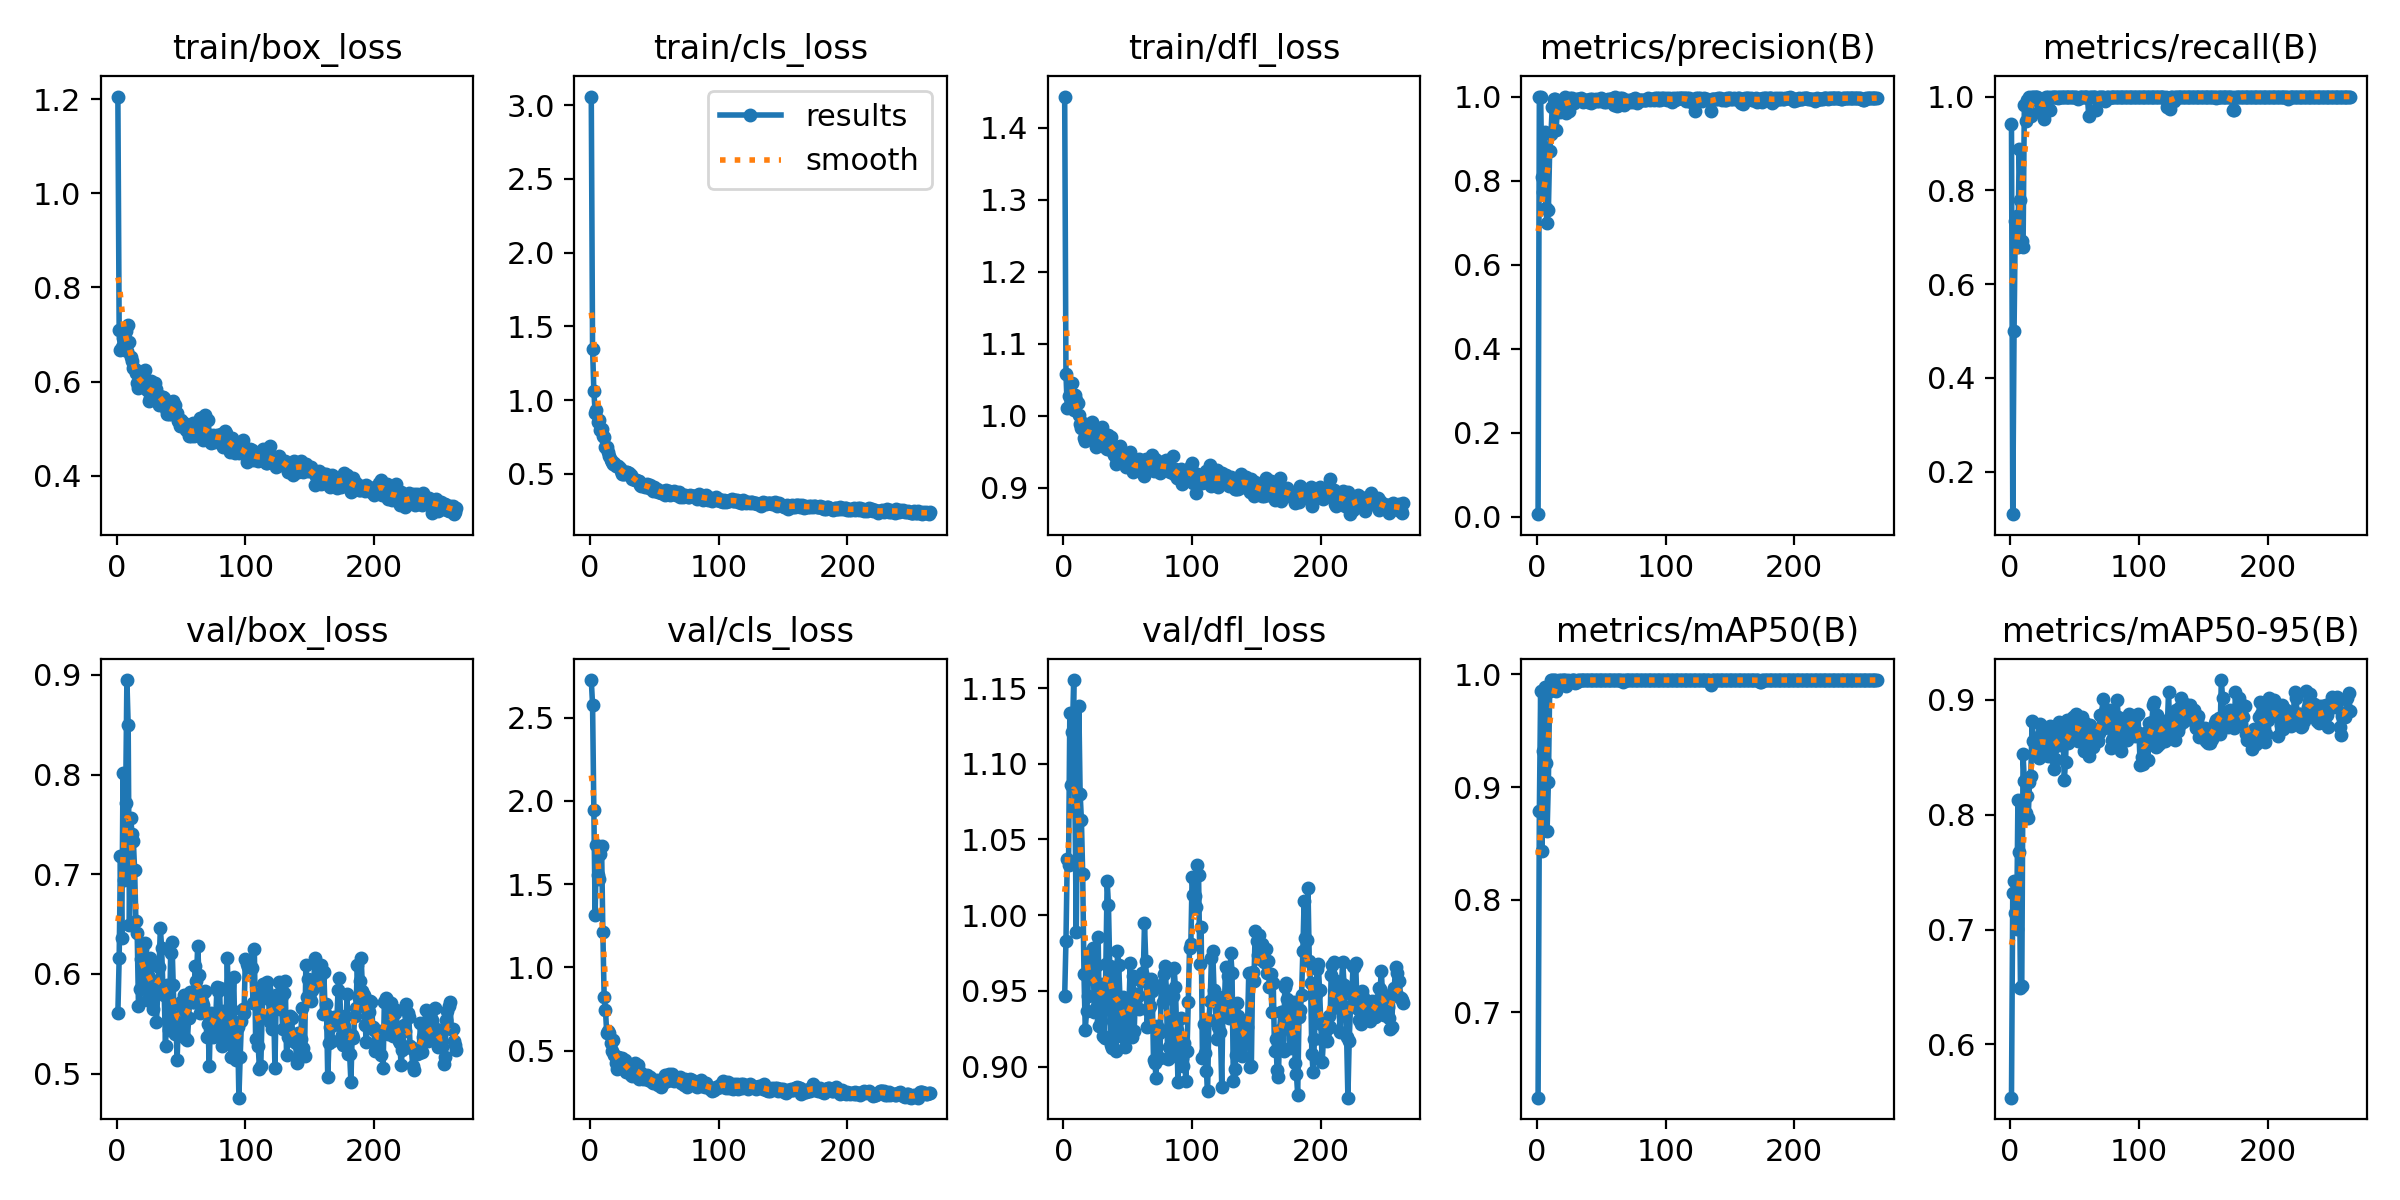 train/box_loss
1.2
1.0
0.8
0.6
0.4
0 100 200
train/cls_loss
results
smooth
3.0
2.5
2.0
1.5
1.0
0.5
0 100 200
train/dfl_loss
1.4
1.3
1.2
1.1
1.0
0.9
0 100 200
metrics/precision(B)
1.0
0.8
0.6
0.4
0.2
0.0
0 100 200
metrics/recall(B)
1.0
0.8
0.6
0.4
0.2
0 100 200
val/box_loss
0.9
0.8
0.7
0.6
0.5
0 100 200
val/cls_loss
2.5
2.0
1.5
1.0
0.5
0 100 200
val/dfl_loss
1.15
1.10
1.05
1.00
0.95
0.90
0 100 200
metrics/mAP50(B)
1.0
0.9
0.8
0.7
0 100 200
metrics/mAP50-95(B)
0.9
0.8
0.7
0.6
0 100 200